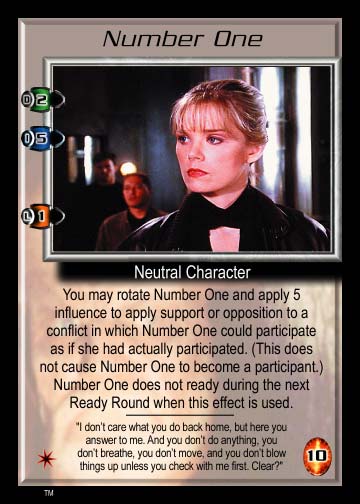 Number One
D 2
I 5
L 1
Neutral Character
You may rotate Number One and apply 5
influence to apply support or opposition to a
conflict in which Number One could participate
as if she had actually participated. (This does
not cause Number One to become a participant.)
Number One does not ready during the next
Ready Round when this effect is used.
"I don't care what you do back home, but here you
answer to me. And you don't do anything, you
don't breathe, you don't move, and you don't blow
things up unless you check with me first. Clear?"
10
TM